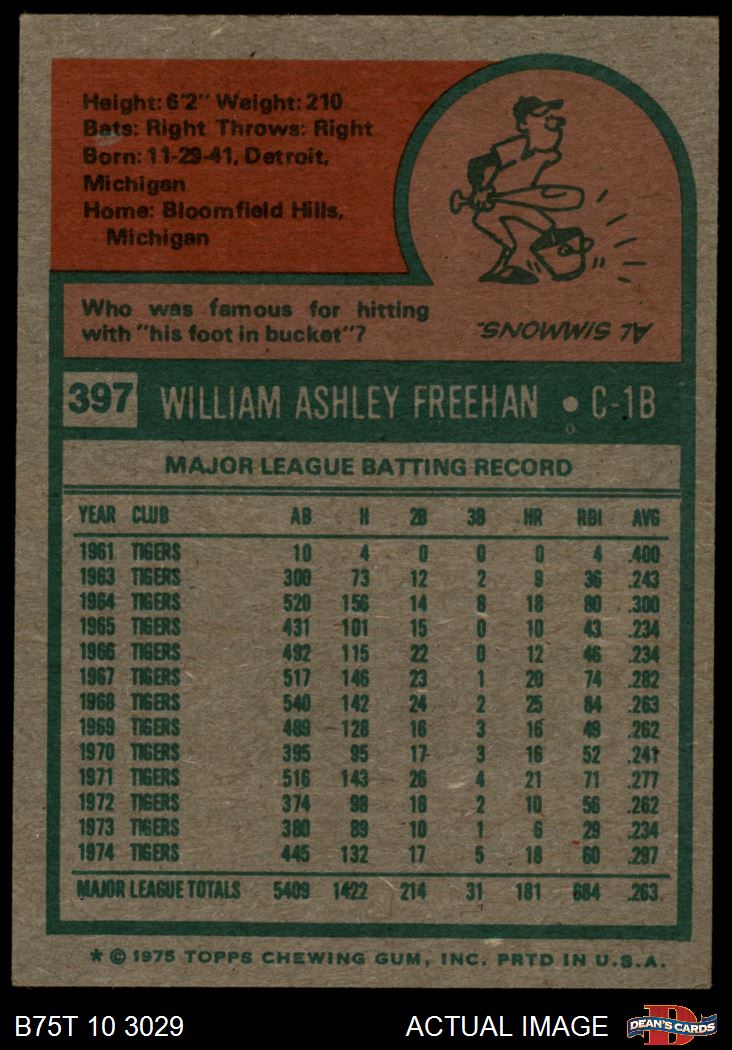 Height: 6'2" Weight: 210
Bats: Right Throws: Right
Born: 11-29-41, Detroit,
Michigan
Home: Bloomfield Hills,
Michigan
Who was famous for hitting
with "his foot in bucket"?
AL SIMMONS.
397 WILLIAM ASHLEY FREEHAN • C-1B
MAJOR LEAGUE BATTING RECORD
YEAR CLUB AB H 2B 3B HR RBI AVG
1961 TIGERS 10 4 0 0 0 4 .400
1963 TIGERS 300 73 12 2 9 36 .243
1964 TIGERS 520 156 14 8 18 80 .300
1965 TIGERS 431 101 15 0 10 43 .234
1966 TIGERS 492 115 22 0 12 46 .234
1967 TIGERS 517 146 23 1 20 74 .282
1968 TIGERS 540 142 24 2 25 84 .263
1969 TIGERS 489 128 16 3 16 49 .262
1970 TIGERS 395 95 17 3 16 52 .241
1971 TIGERS 516 143 26 4 21 71 .277
1972 TIGERS 374 98 18 2 10 56 .262
1973 TIGERS 380 89 10 1 6 29 .234
1974 TIGERS 445 132 17 5 18 60 .297
MAJOR LEAGUE TOTALS 5409 1422 214 31 181 684 .263
* © 1975 TOPPS CHEWING GUM, INC. PRTD IN U.S.A.
B75T 10 3029 ACTUAL IMAGE DEAN'S CARDS